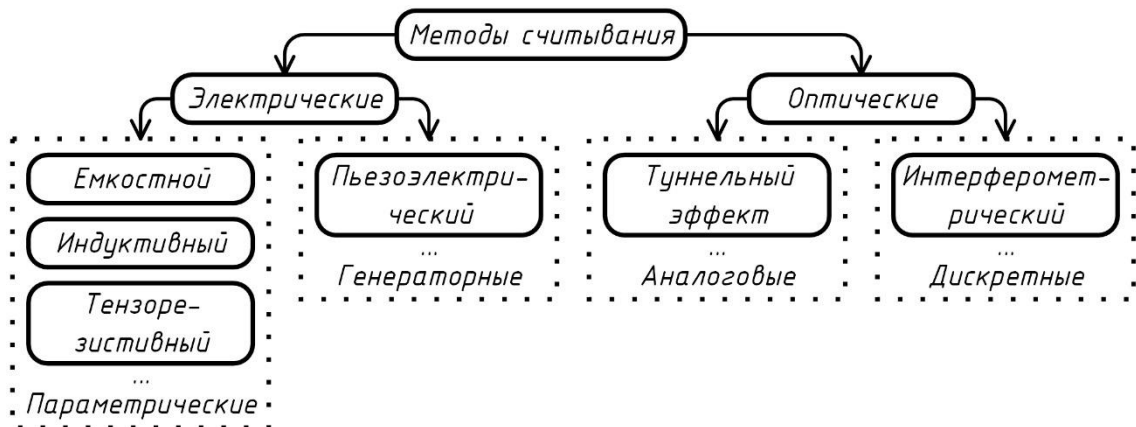 Методы считывания
Электрические
Оптические
Емкостной
Индуктивный
Тензоре-
зистивный
...
Параметрические
Пьезоэлектри-
ческий
...
Генераторные
Туннельный
эффект
...
Аналоговые
Интерферомет-
рический
...
Дискретные